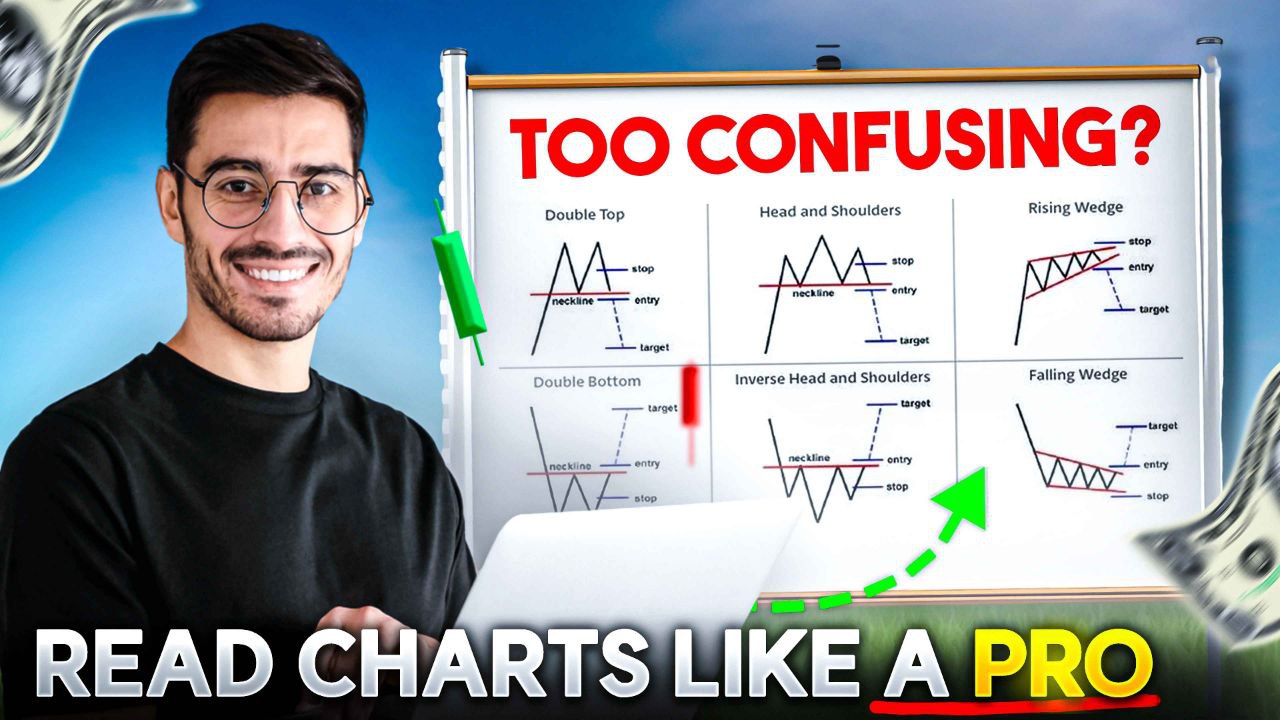 TOO CONFUSING?
Double Top
stop
neckline
entry
target
Head and Shoulders
stop
neckline
entry
target
Rising Wedge
stop
entry
target
Double Bottom
target
neckline
entry
stop
Inverse Head and Shoulders
target
neckline
entry
stop
Falling Wedge
target
entry
stop
READ CHARTS LIKE A PRO